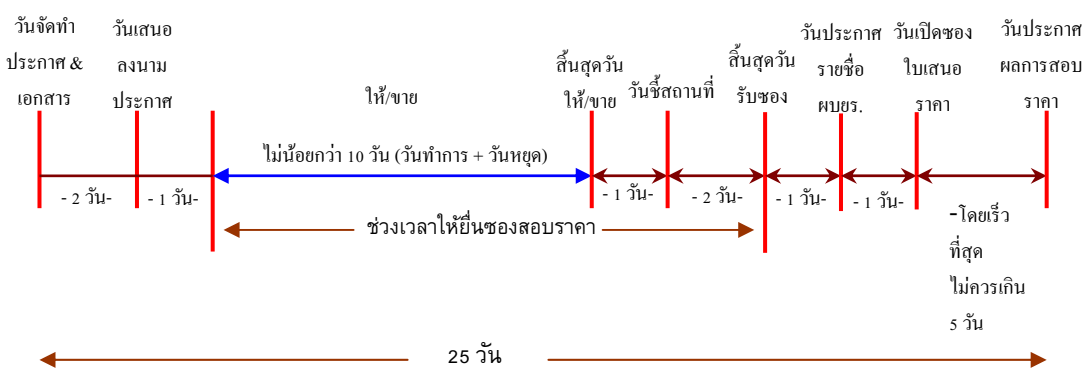 วันจัดทำ
ประกาศ &
เอกสาร
วันเสนอ
ลงนาม
ประกาศ
ให้/ขาย
สิ้นสุดวัน
ให้/ขาย
วันชี้สถานที่
สิ้นสุดวัน
รับซอง
วันประกาศ
รายชื่อ
ผบยร.
วันเปิดซอง
ใบเสนอ
ราคา
วันประกาศ
ผลการสอบ
ราคา
ไม่น้อยกว่า 10 วัน (วันทำการ + วันหยุด)
- 2 วัน-
- 1 วัน-
- 1 วัน-
- 2 วัน-
- 1 วัน-
- 1 วัน-
-โดยเร็ว
ที่สุด
ไม่ควรเกิน
5 วัน
ช่วงเวลาให้ยื่นซองสอบราคา
25 วัน